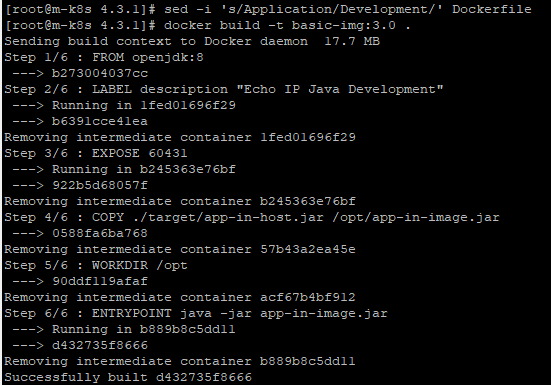 [root@m-k8s 4.3.1]# sed -i 's/Application/Development/' Dockerfile
[root@m-k8s 4.3.1]# docker build -t basic-img:3.0 .
Sending build context to Docker daemon  17.7 MB
Step 1/6 : FROM openjdk:8
 ---> b273004037cc
Step 2/6 : LABEL description "Echo IP Java Development"
 ---> Running in 1fed01696f29
 ---> b6391cce41ea
Removing intermediate container 1fed01696f29
Step 3/6 : EXPOSE 60431
 ---> Running in b245363e76bf
 ---> 922b5d68057f
Removing intermediate container b245363e76bf
Step 4/6 : COPY ./target/app-in-host.jar /opt/app-in-image.jar
 ---> 0588fa6ba768
Removing intermediate container 57b43a2ea45e
Step 5/6 : WORKDIR /opt
 ---> 90ddf119afaf
Removing intermediate container acf67b4bf912
Step 6/6 : ENTRYPOINT java -jar app-in-image.jar
 ---> Running in b889b8c5dd11
 ---> d432735f8666
Removing intermediate container b889b8c5dd11
Successfully built d432735f8666